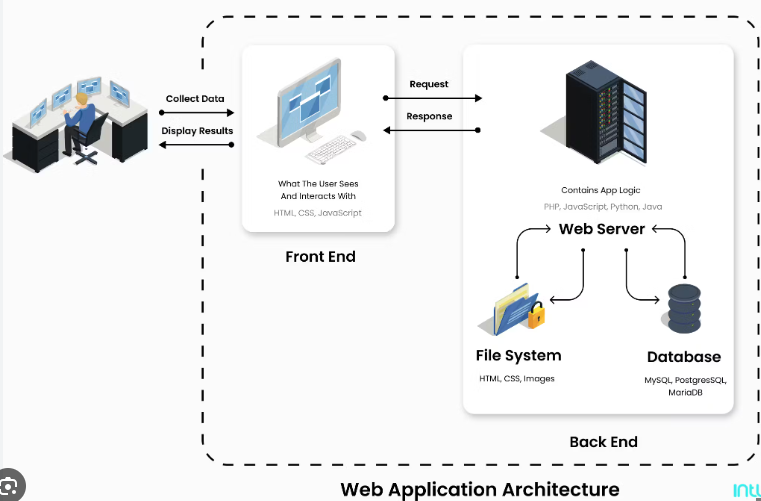 Collect Data
Display Results
Request
Response
What The User Sees
And Interacts With
HTML, CSS, JavaScript
Front End
Contains App Logic
PHP, JavaScript, Python, Java
Web Server
File System
HTML, CSS, Images
Database
MySQL, PostgresSQL,
MariaDB
Back End
Web Application Architecture